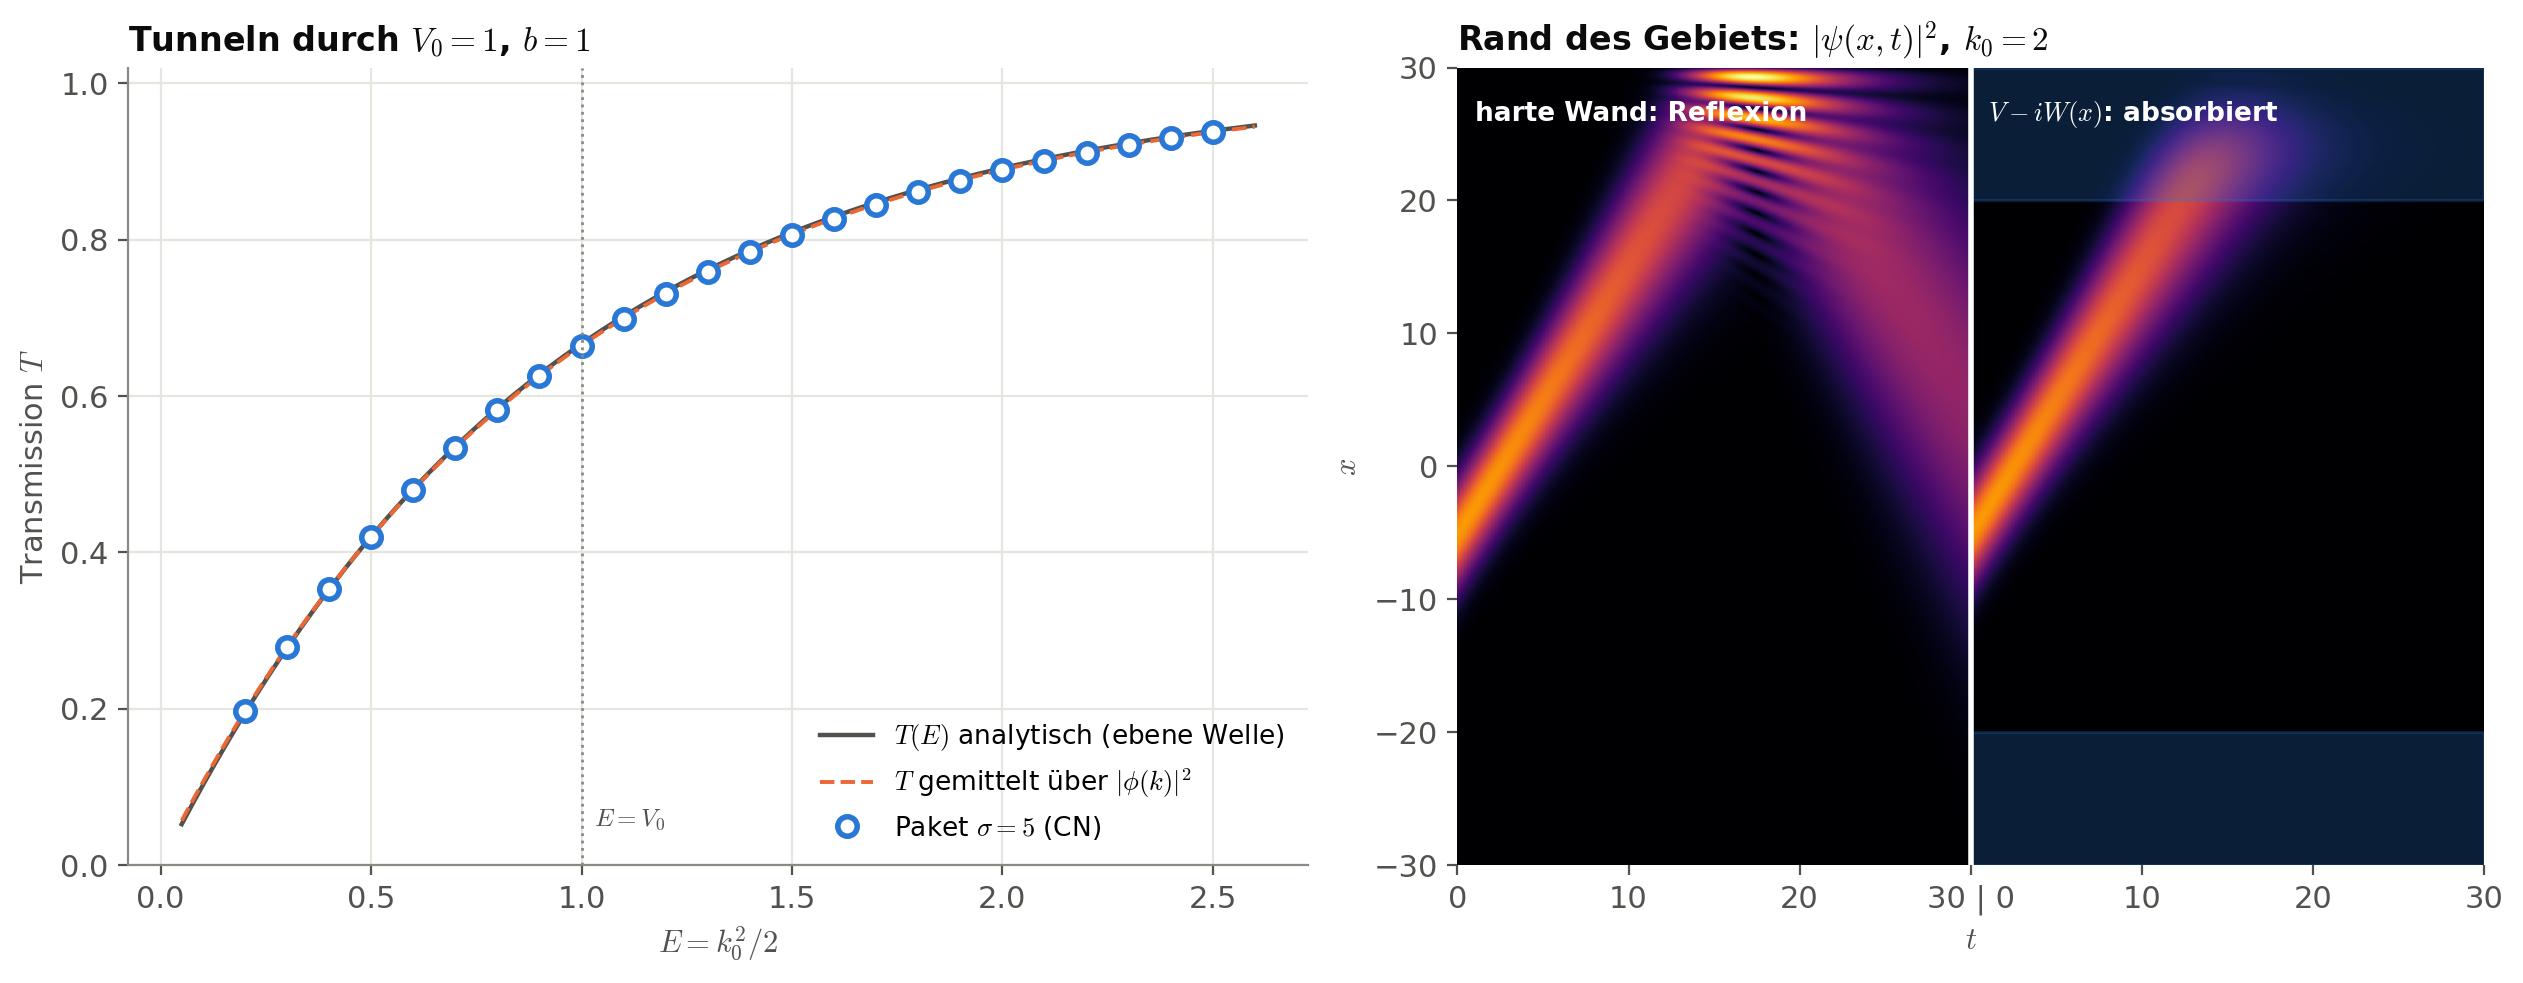 Tunneln durch V₀ = 1, b = 1
Transmission T
1.0
0.8
0.6
0.4
0.2
0.0
0.0 0.5 1.0 1.5 2.0 2.5
E = k₀²/2
E = V₀
T(E) analytisch (ebene Welle)
T gemittelt über |ϕ(k)|²
Paket σ = 5 (CN)
Rand des Gebiets: |ψ(x, t)|², k₀ = 2
x
30
20
10
0
−10
−20
−30
harte Wand: Reflexion
V − iW(x): absorbiert
0 10 20 30 | 0 10 20 30
t